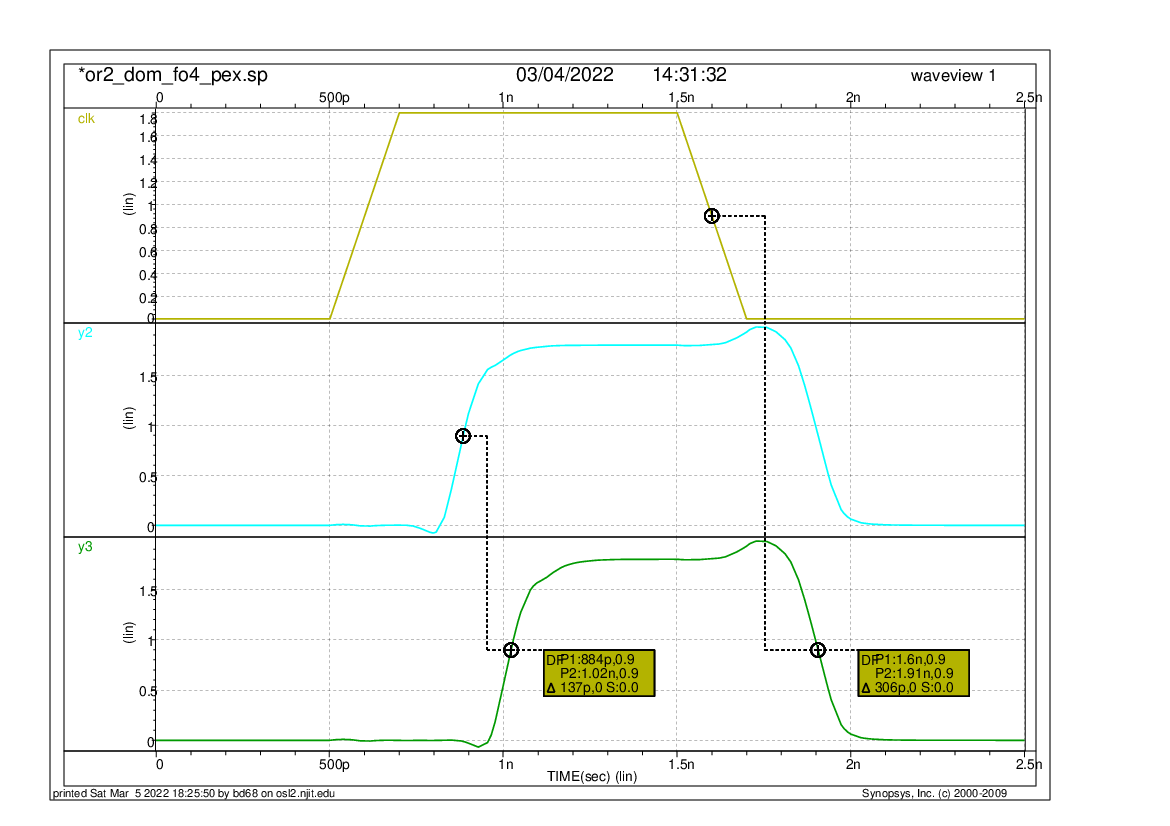 *or2_dom_fo4_pex.sp 03/04/2022 14:31:32 waveview 1
0 500p 1n 1.5n 2n 2.5n
clk
1.8
1.6
1.4
1.2
1
0.8
0.6
0.4
0.2
0
(lin)
y2
1.5
1
0.5
0
(lin)
y3
1.5
1
0.5
0
(lin)
DP P1:884p,0.9
P2:1.02n,0.9
Δ 137p,0 S:0.0
DP P1:1.6n,0.9
P2:1.91n,0.9
Δ 306p,0 S:0.0
0 500p 1n 1.5n 2n 2.5n
TIME(sec) (lin)
printed Sat Mar 5 2022 18:25:50 by bd68 on osl2.njit.edu Synopsys, Inc. (c) 2000-2009